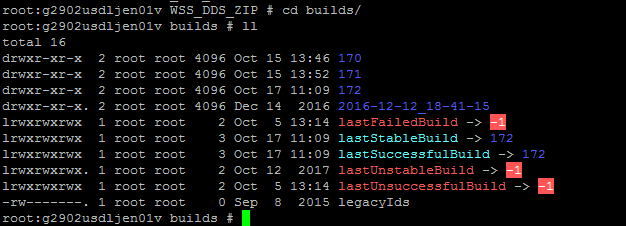 root:g2902usdljen01v WSS_DDS_ZIP # cd builds/
root:g2902usdljen01v builds # ll
total 16
drwxr-xr-x  2 root root 4096 Oct 15 13:46 170
drwxr-xr-x  2 root root 4096 Oct 15 13:52 171
drwxr-xr-x  2 root root 4096 Oct 17 11:09 172
drwxr-xr-x. 2 root root 4096 Dec 14  2016 2016-12-12_18-41-15
lrwxrwxrwx  1 root root    2 Oct  5 13:14 lastFailedBuild -> -1
lrwxrwxrwx  1 root root    3 Oct 17 11:09 lastStableBuild -> 172
lrwxrwxrwx  1 root root    3 Oct 17 11:09 lastSuccessfulBuild -> 172
lrwxrwxrwx  1 root root    2 Oct 12  2017 lastUnstableBuild -> -1
lrwxrwxrwx  1 root root    2 Oct  5 13:14 lastUnsuccessfulBuild -> -1
-rw-------. 1 root root    0 Sep  8  2015 legacyIds
root:g2902usdljen01v builds #